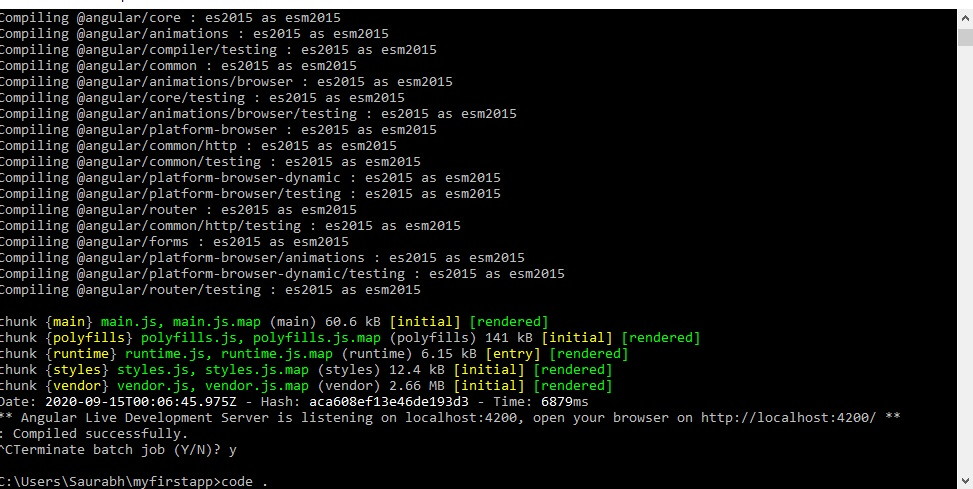 Compiling @angular/core : es2015 as esm2015
Compiling @angular/animations : es2015 as esm2015
Compiling @angular/compiler/testing : es2015 as esm2015
Compiling @angular/common : es2015 as esm2015
Compiling @angular/animations/browser : es2015 as esm2015
Compiling @angular/core/testing : es2015 as esm2015
Compiling @angular/animations/browser/testing : es2015 as esm2015
Compiling @angular/platform-browser : es2015 as esm2015
Compiling @angular/common/http : es2015 as esm2015
Compiling @angular/common/testing : es2015 as esm2015
Compiling @angular/platform-browser-dynamic : es2015 as esm2015
Compiling @angular/platform-browser/testing : es2015 as esm2015
Compiling @angular/router : es2015 as esm2015
Compiling @angular/common/http/testing : es2015 as esm2015
Compiling @angular/forms : es2015 as esm2015
Compiling @angular/platform-browser/animations : es2015 as esm2015
Compiling @angular/platform-browser-dynamic/testing : es2015 as esm2015
Compiling @angular/router/testing : es2015 as esm2015
chunk {main} main.js, main.js.map (main) 60.6 kB [initial] [rendered]
chunk {polyfills} polyfills.js, polyfills.js.map (polyfills) 141 kB [initial] [rendered]
chunk {runtime} runtime.js, runtime.js.map (runtime) 6.15 kB [entry] [rendered]
chunk {styles} styles.js, styles.js.map (styles) 12.4 kB [initial] [rendered]
chunk {vendor} vendor.js, vendor.js.map (vendor) 2.66 MB [initial] [rendered]
Date: 2020-09-15T00:06:45.975Z - Hash: aca608ef13e46de193d3 - Time: 6879ms
** Angular Live Development Server is listening on localhost:4200, open your browser on http://localhost:4200/ **
: Compiled successfully.
^CTerminate batch job (Y/N)? y
C:\Users\Saurabh\myfirstapp>code .